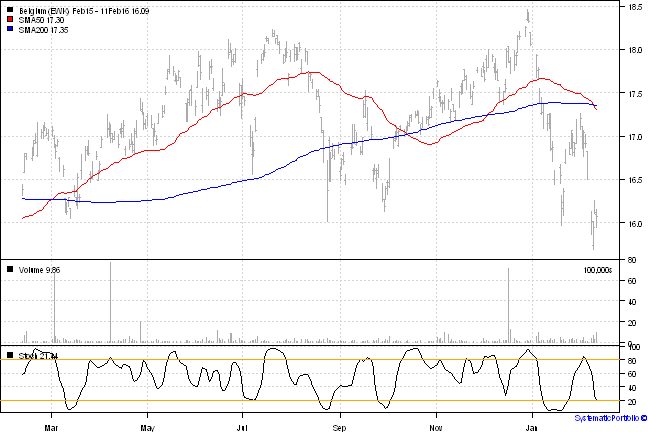 Belgium (EWK) Feb15 - 11Feb16 16.09
SMA50 17.30
SMA200 17.35
18.5
18.0
17.5
17.0
16.5
16.0
Volume 9.86
100,000s
80
60
40
20
0
Stoch 21.14
100
80
60
40
20
Mar
May
Jul
Sep
Nov
Jan
SystematicPortfolio ©